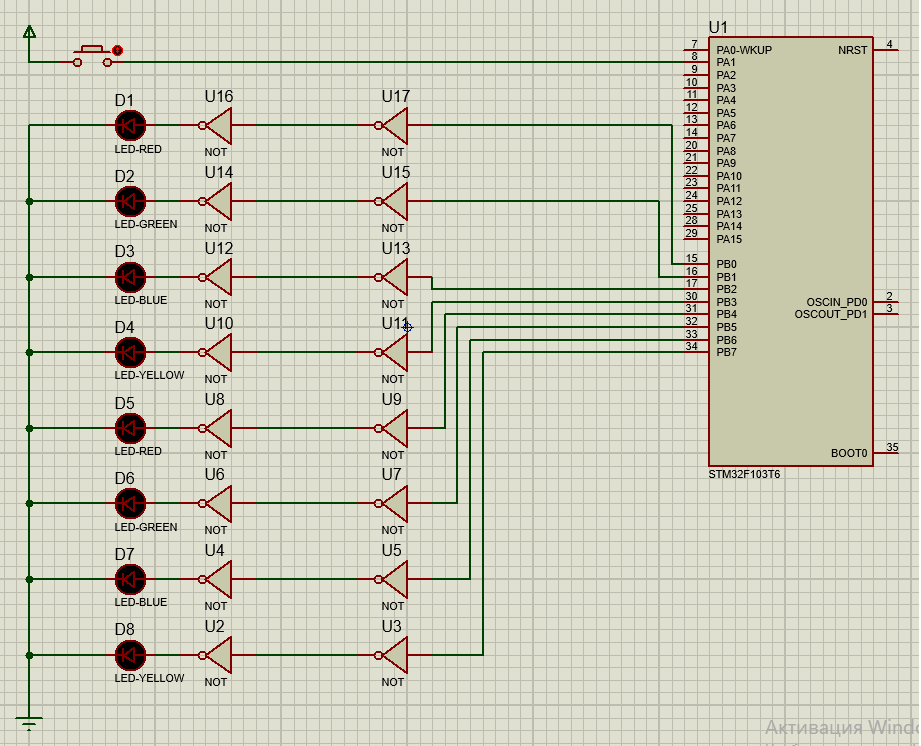 U1
7 PA0-WKUP NRST 4
8 PA1
9 PA2
10 PA3
11 PA4
12 PA5
13 PA6
14 PA7
20 PA8
21 PA9
22 PA10
23 PA11
24 PA12
25 PA13
28 PA14
29 PA15
15 PB0
16 PB1
17 PB2
30 PB3 OSCIN_PD0 2
31 PB4 OSCOUT_PD1 3
32 PB5
33 PB6
34 PB7
BOOT0 35
STM32F103T6
D1 U16 U17
LED-RED NOT NOT
D2 U14 U15
LED-GREEN NOT NOT
D3 U12 U13
LED-BLUE NOT NOT
D4 U10 U11
LED-YELLOW NOT NOT
D5 U8 U9
LED-RED NOT NOT
D6 U6 U7
LED-GREEN NOT NOT
D7 U4 U5
LED-BLUE NOT NOT
D8 U2 U3
LED-YELLOW NOT NOT
Активация Windo